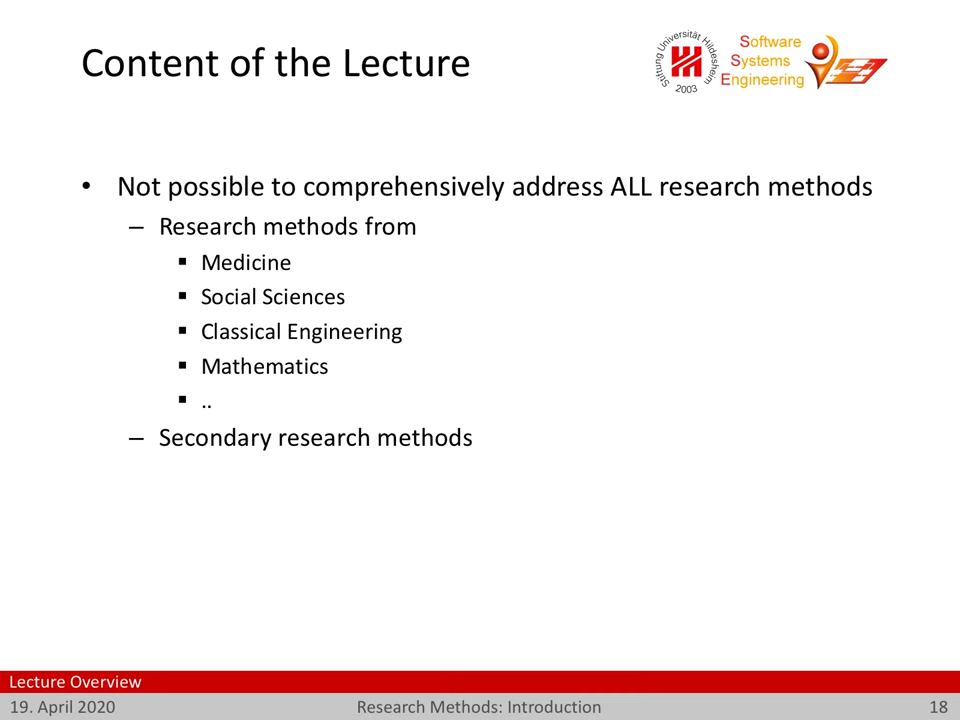 Content of the Lecture
Stiftung Universität Hildesheim
2003
Software
Systems
Engineering
• Not possible to comprehensively address ALL research methods
– Research methods from
▪ Medicine
▪ Social Sciences
▪ Classical Engineering
▪ Mathematics
▪ ..
– Secondary research methods
Lecture Overview
19. April 2020 Research Methods: Introduction 18